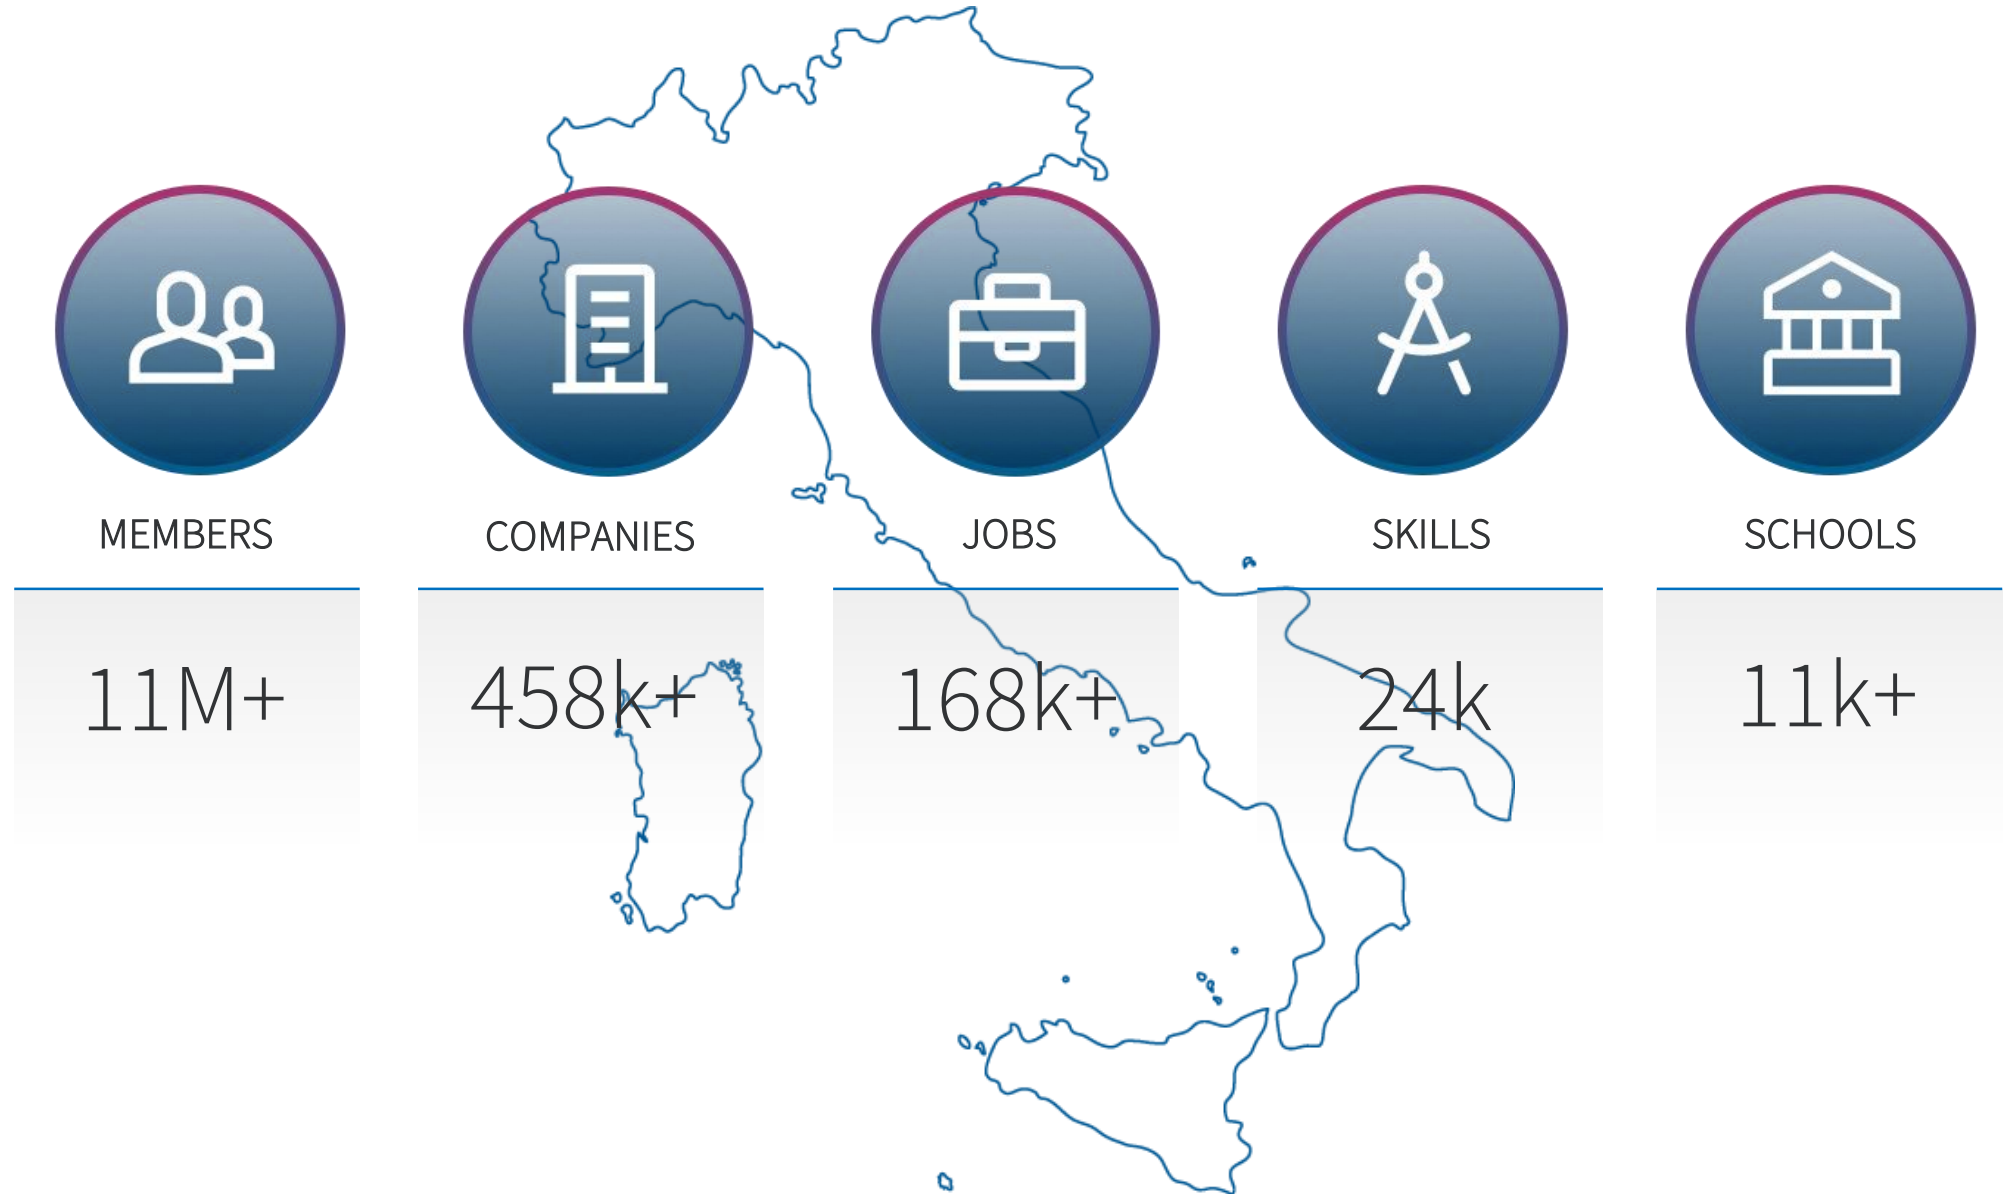 MEMBERS
COMPANIES
JOBS
SKILLS
SCHOOLS
11M+
458k+
168k+
24k
11k+